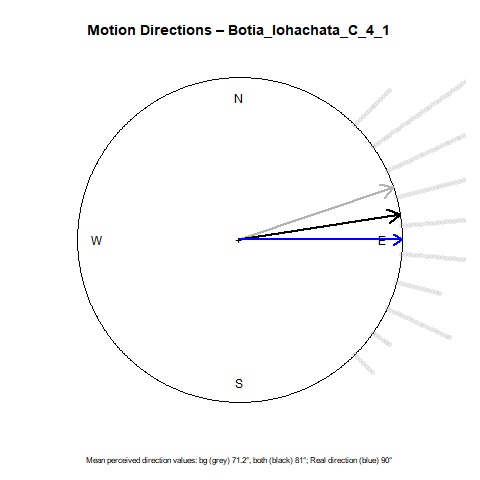 Motion Directions – Botia_lohachata_C_4_1
N
W
E
S
Mean perceived direction values: bg (grey) 71.2°, both (black) 81°; Real direction (blue) 90°